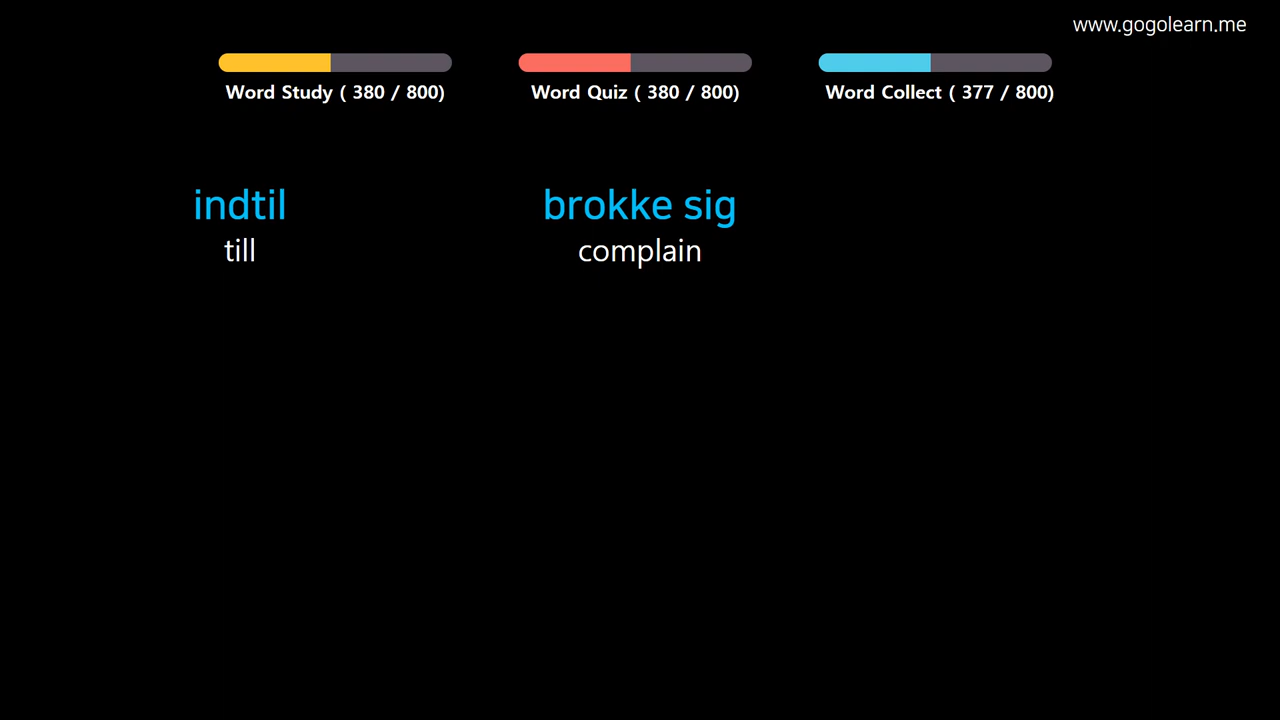 www.gogolearn.me
Word Study ( 380 / 800)
Word Quiz ( 380 / 800)
Word Collect ( 377 / 800)
indtil
till
brokke sig
complain